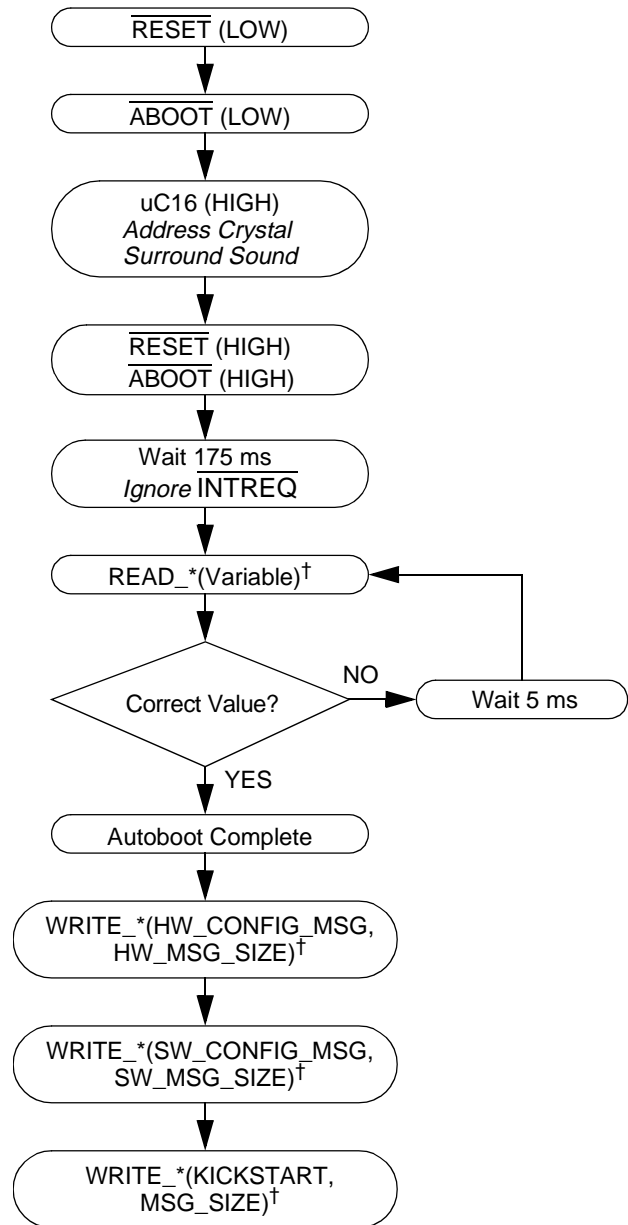 RESET (LOW)
ABOOT (LOW)
uC16 (HIGH)
Address Crystal
Surround Sound
RESET (HIGH)
ABOOT (HIGH)
Wait 175 ms
Ignore INTREQ
READ_*(Variable)†
Correct Value?
NO
Wait 5 ms
YES
Autoboot Complete
WRITE_*(HW_CONFIG_MSG,
HW_MSG_SIZE)†
WRITE_*(SW_CONFIG_MSG,
SW_MSG_SIZE)†
WRITE_*(KICKSTART,
MSG_SIZE)†